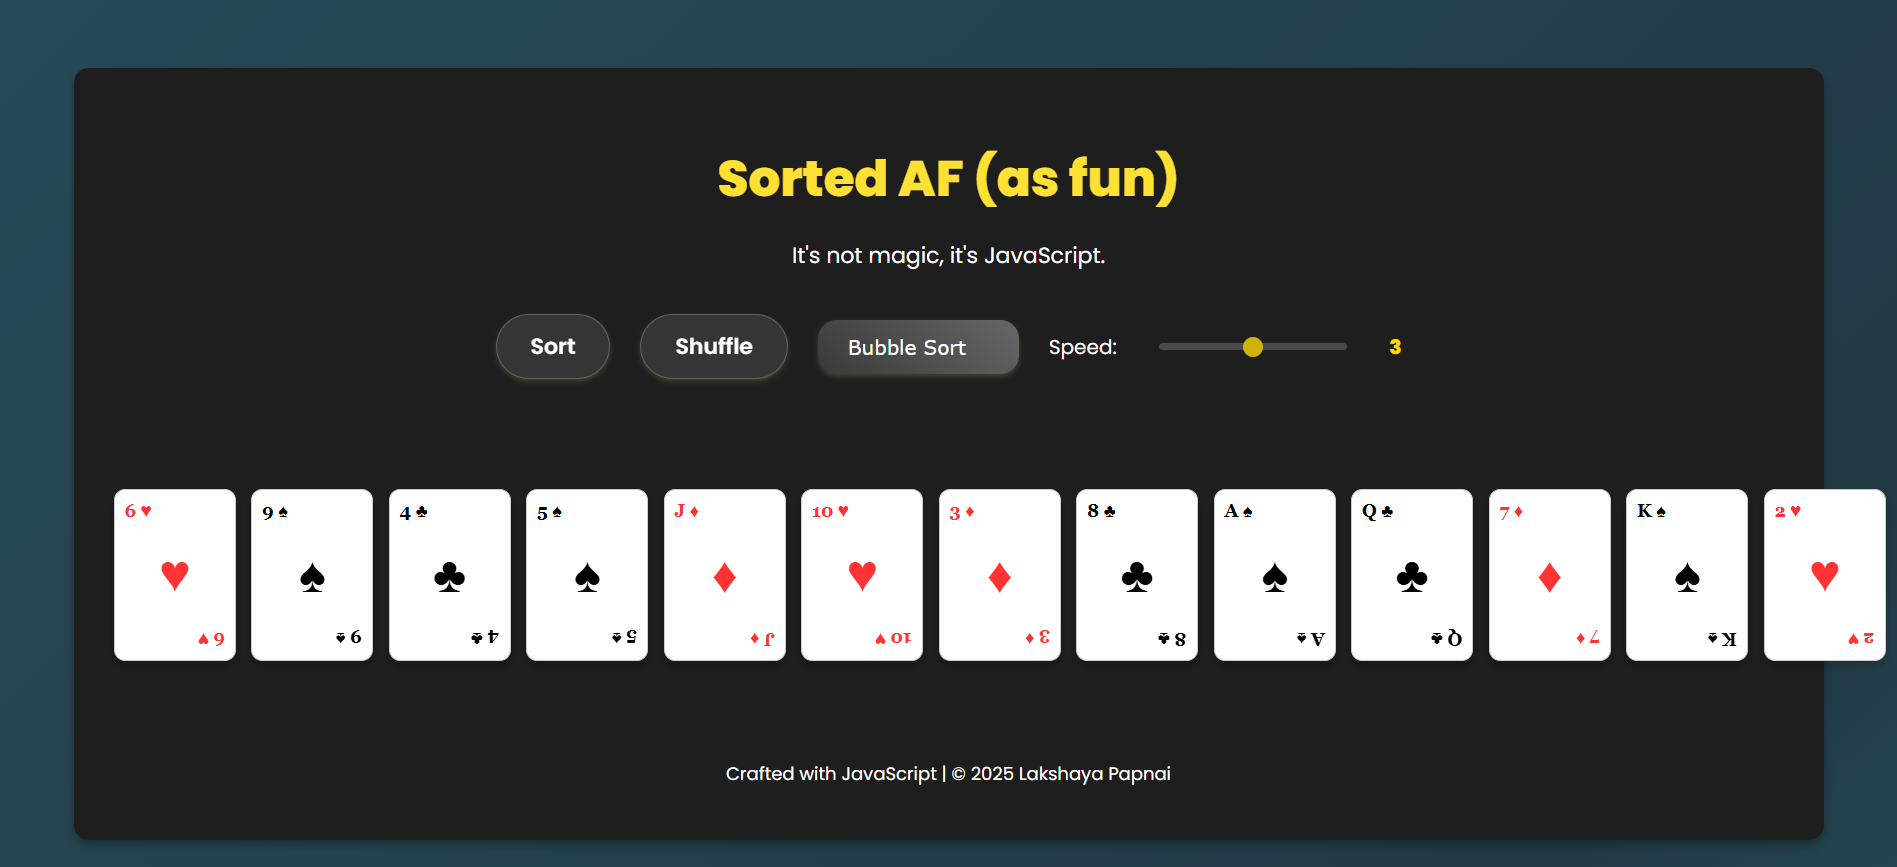 Sorted AF (as fun)
It's not magic, it's JavaScript.
Sort Shuffle Bubble Sort Speed: 3
6 ♥ 9 ♠ 4 ♣ 5 ♠ J ♦ 10 ♥ 3 ♦ 8 ♣ A ♠ Q ♣ 7 ♦ K ♠ 2 ♥
♥ ♠ ♣ ♠ ♦ ♥ ♦ ♣ ♠ ♣ ♦ ♠ ♥
6 ♥ 9 ♠ 4 ♣ 5 ♠ J ♦ 10 ♥ 3 ♦ 8 ♣ A ♠ Q ♣ 7 ♦ K ♠ 2 ♥
Crafted with JavaScript | © 2025 Lakshaya Papnai